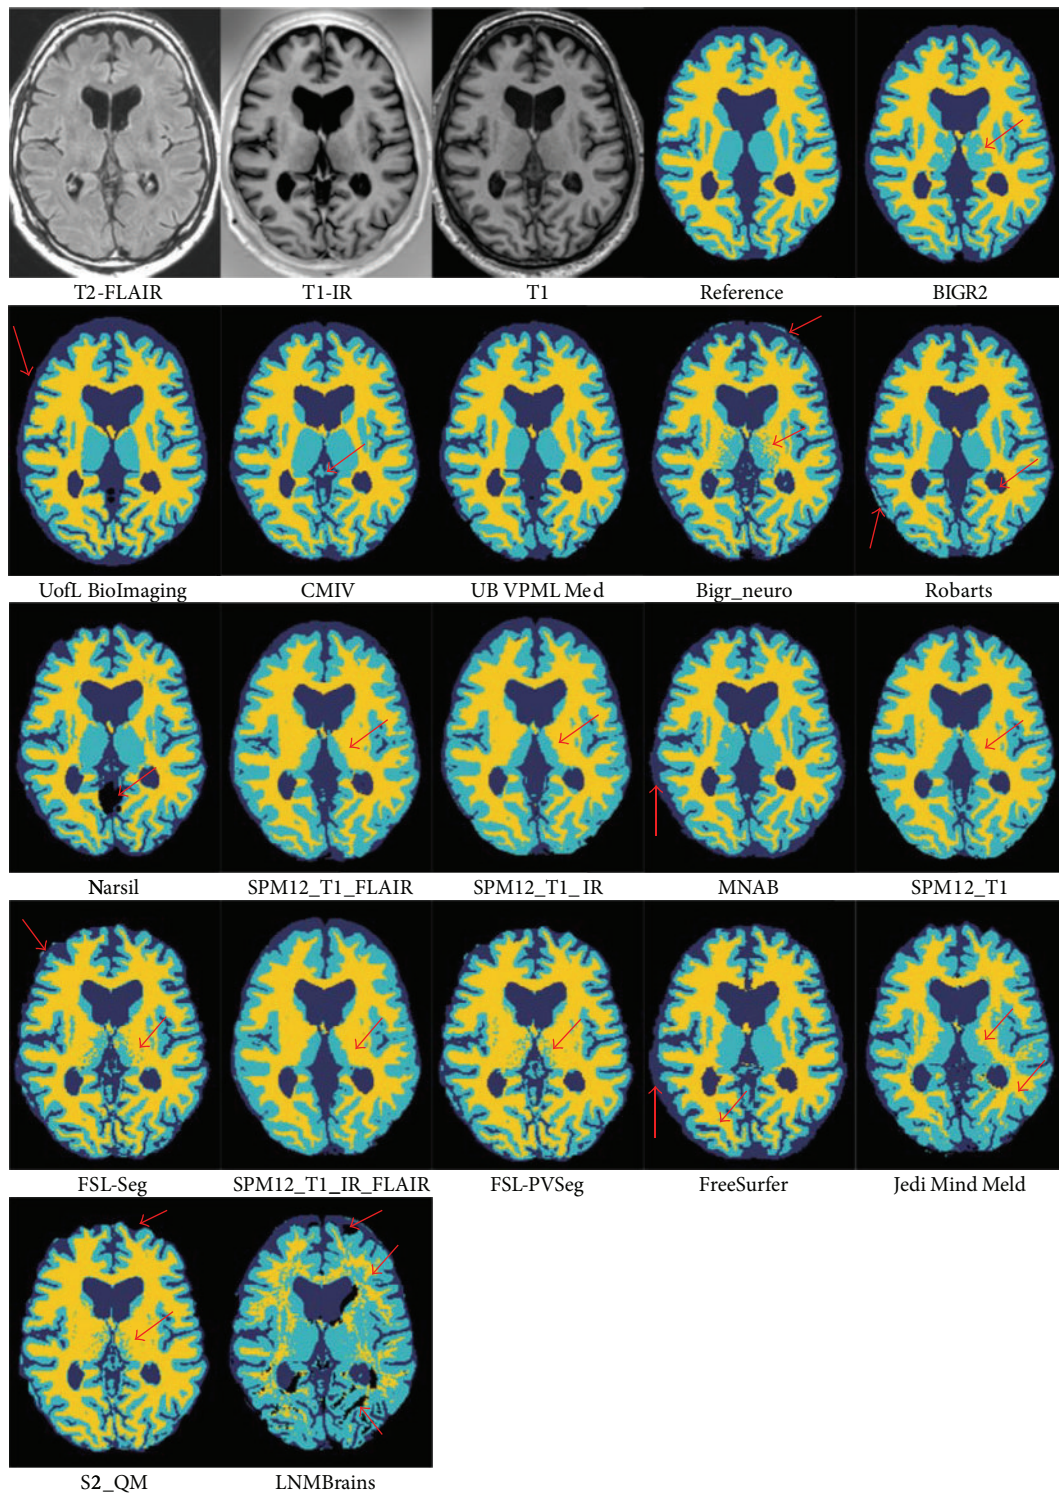 T2-FLAIR T1-IR T1 Reference BIGR2
UofL BioImaging CMIV UB VPML Med Bigr_neuro Robarts
Narsil SPM12_T1_FLAIR SPM12_T1_IR MNAB SPM12_T1
FSL-Seg SPM12_T1_IR_FLAIR FSL-PVSeg FreeSurfer Jedi Mind Meld
S2_QM LNMBrains